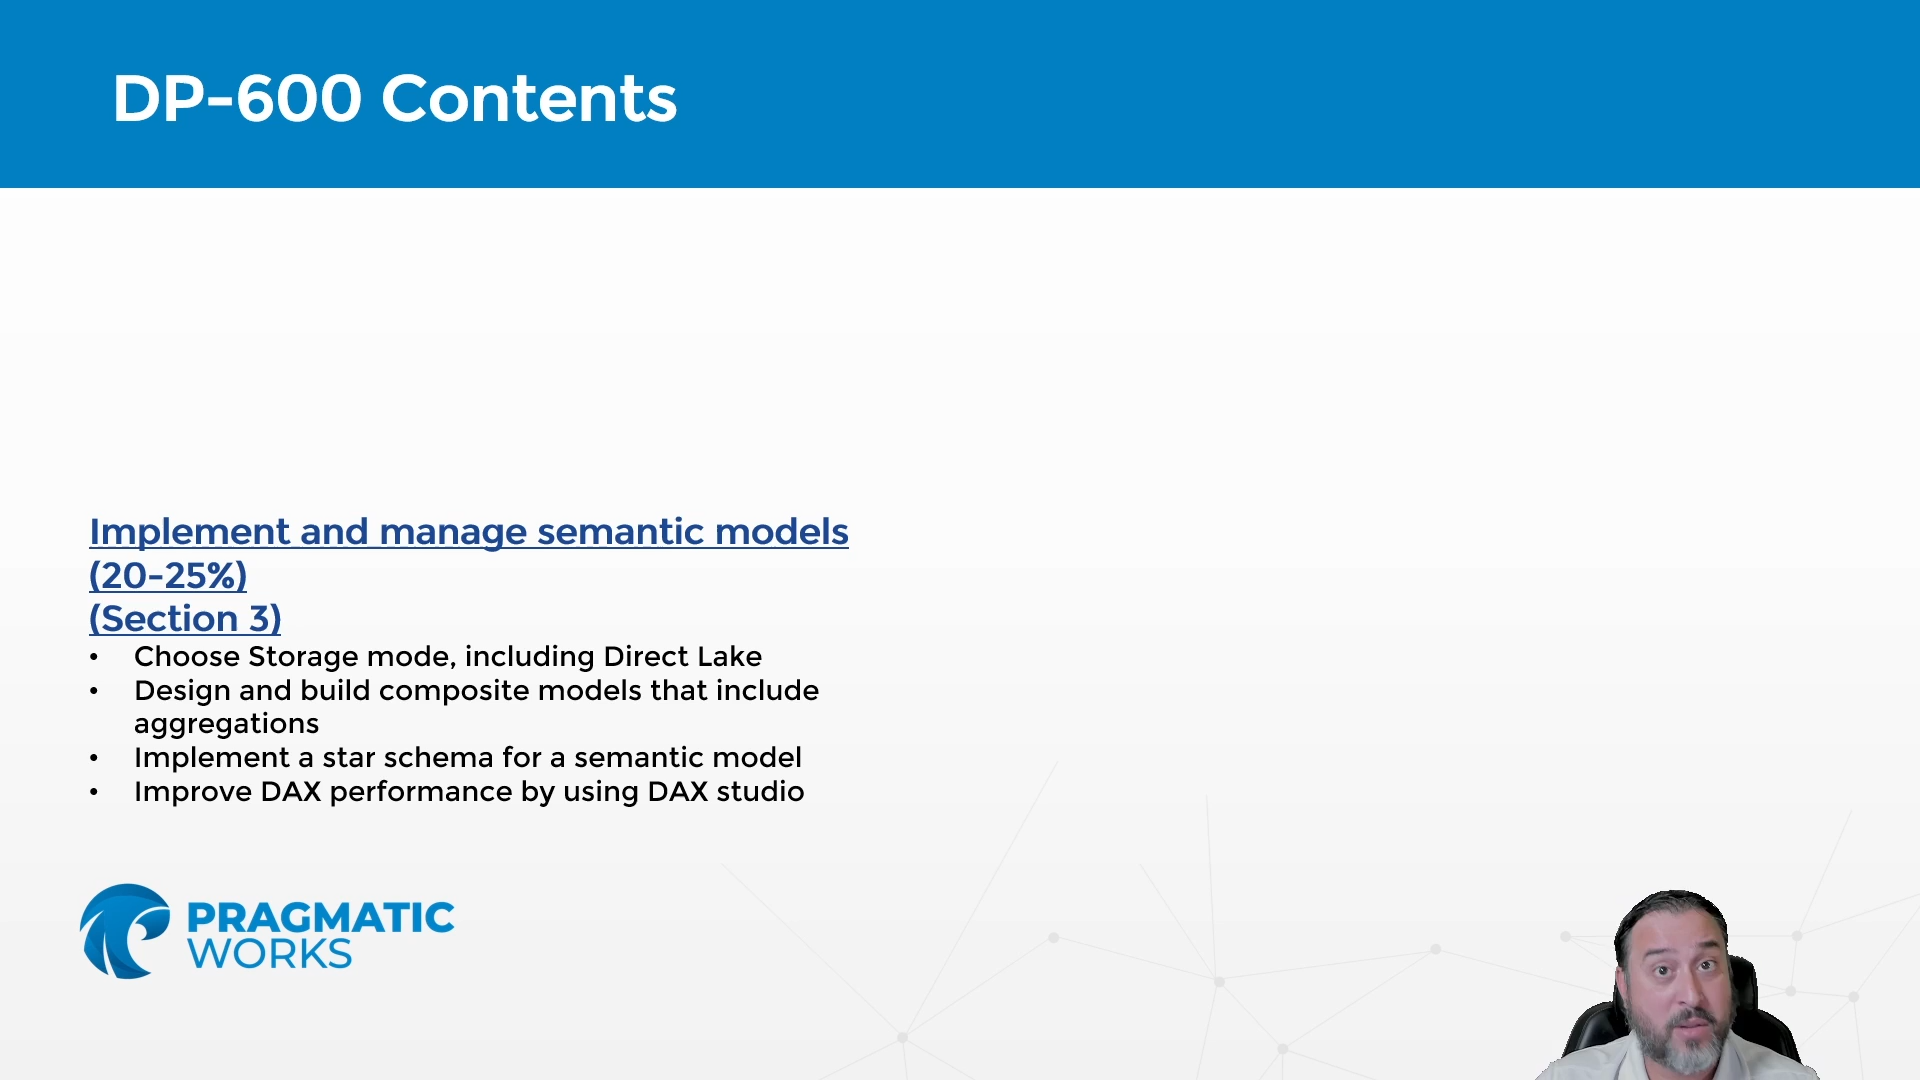 DP-600 Contents
Implement and manage semantic models
(20-25%)
(Section 3)
• Choose Storage mode, including Direct Lake
• Design and build composite models that include
aggregations
• Implement a star schema for a semantic model
• Improve DAX performance by using DAX studio
PRAGMATIC
WORKS